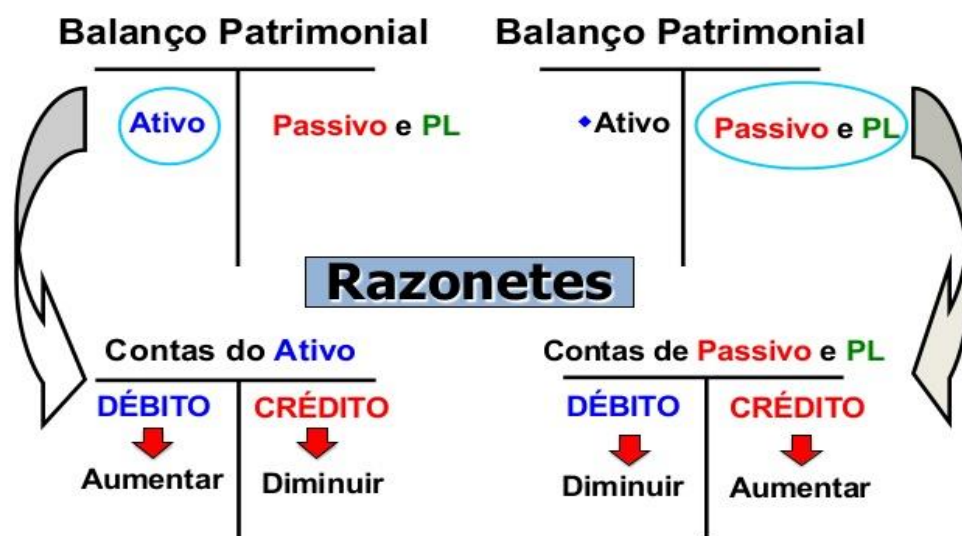 Balanço Patrimonial
Ativo
Passivo e PL
Balanço Patrimonial
Ativo
Passivo e PL
Razonetes
Contas do Ativo
DÉBITO
CRÉDITO
Aumentar
Diminuir
Contas de Passivo e PL
DÉBITO
CRÉDITO
Diminuir
Aumentar